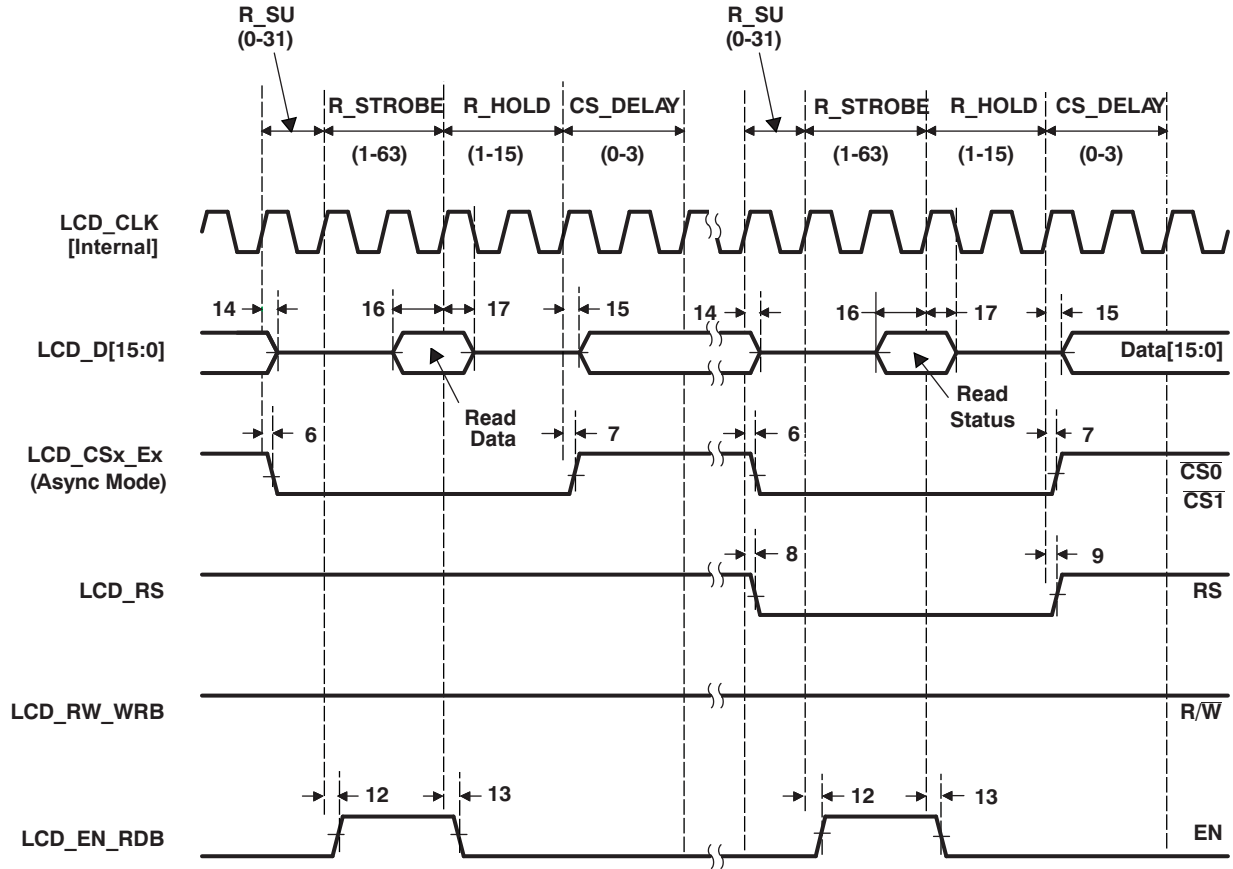 R_SU
(0-31)
R_SU
(0-31)
R_STROBE R_HOLD CS_DELAY
R_STROBE R_HOLD CS_DELAY
(1-63) (1-15) (0-3)
(1-63) (1-15) (0-3)
LCD_CLK
[Internal]
14 16 17 15
14 16 17 15
LCD_D[15:0]
Data[15:0]
Read
Data
Read
Status
6 7 6 7
LCD_CSx_Ex
(Async Mode)
CS0
CS1
8 9
LCD_RS
RS
LCD_RW_WRB
R/W
12 13 12 13
LCD_EN_RDB
EN